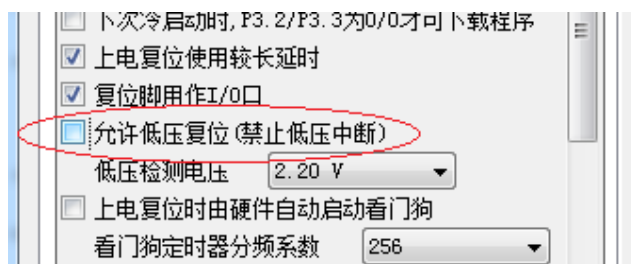 下次冷启动时,P3.2/P3.3为0/0才可下载程序
上电复位使用较长延时
复位脚用作I/O口
允许低压复位(禁止低压中断)
低压检测电压 2.20 V
上电复位时由硬件自动启动看门狗
看门狗定时器分频系数 256